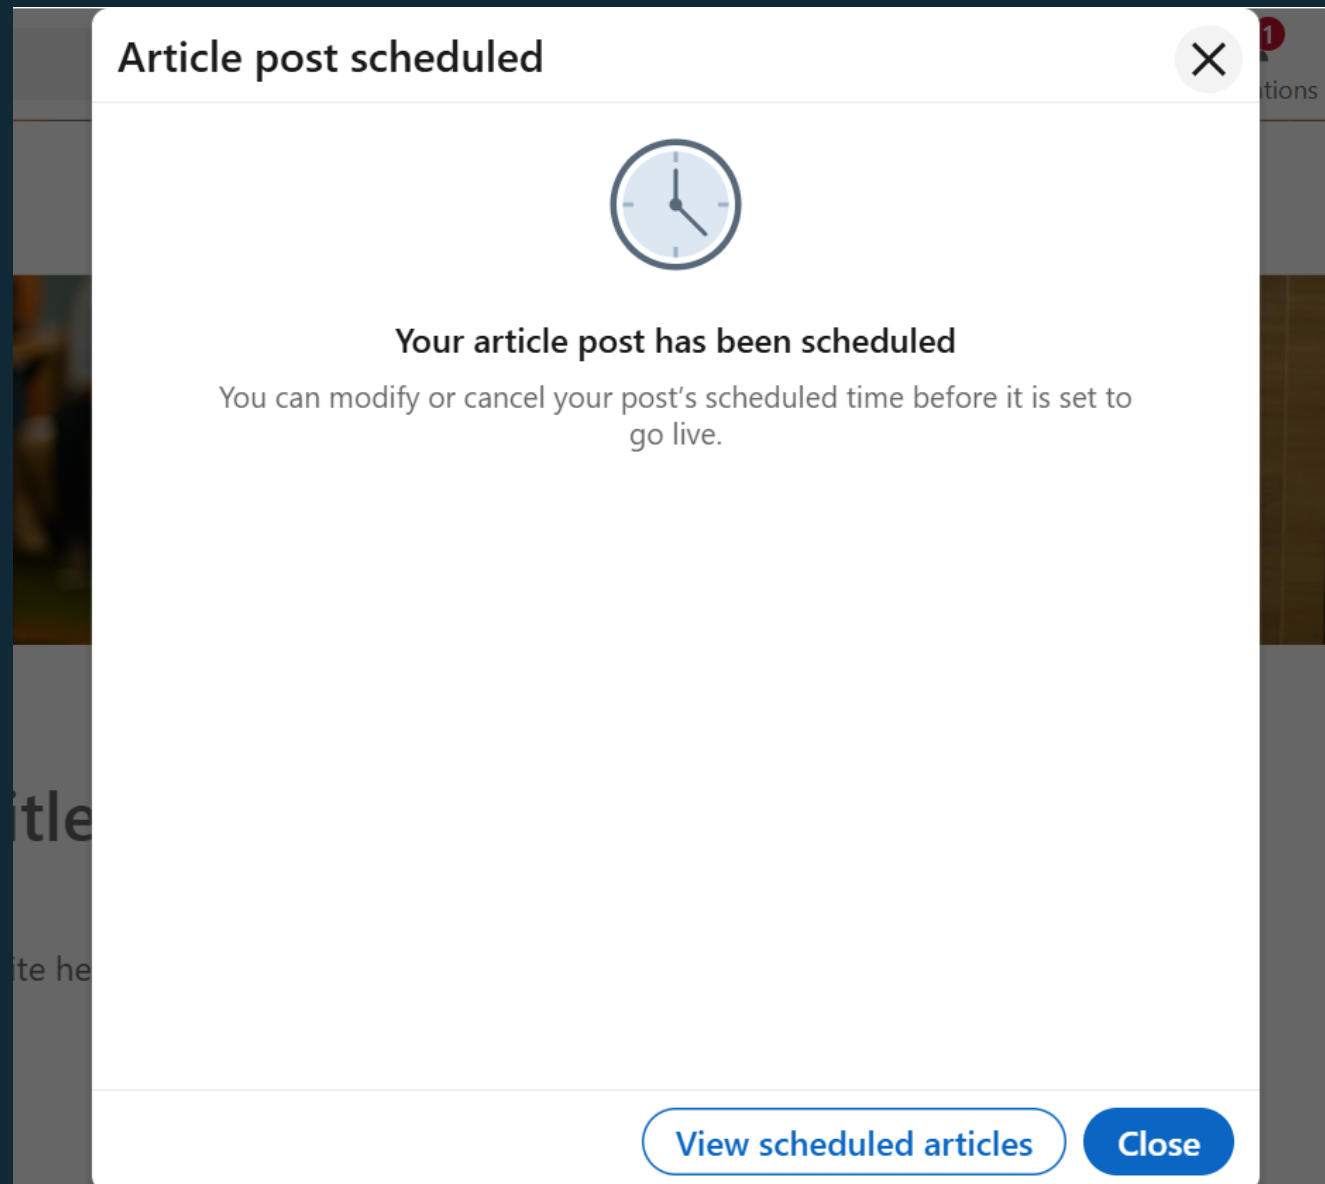 Article post scheduled
1
Your article post has been scheduled
You can modify or cancel your post's scheduled time before it is set to
go live.
View scheduled articles
Close